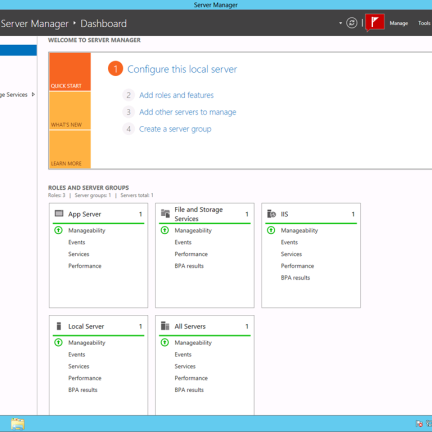 Server Manager
Server Manager · Dashboard
Manage Tools
WELCOME TO SERVER MANAGER
ge Services
QUICK START
WHAT'S NEW
LEARN MORE
1 Configure this local server
2 Add roles and features
3 Add other servers to manage
4 Create a server group
ROLES AND SERVER GROUPS
Roles: 3 | Server groups: 1 | Servers total: 1
App Server 1
Manageability
Events
Services
Performance
File and Storage
Services 1
Manageability
Events
Performance
BPA results
IIS 1
Manageability
Events
Services
Performance
BPA results
Local Server 1
Manageability
Events
Services
Performance
BPA results
All Servers 1
Manageability
Events
Services
Performance
BPA results